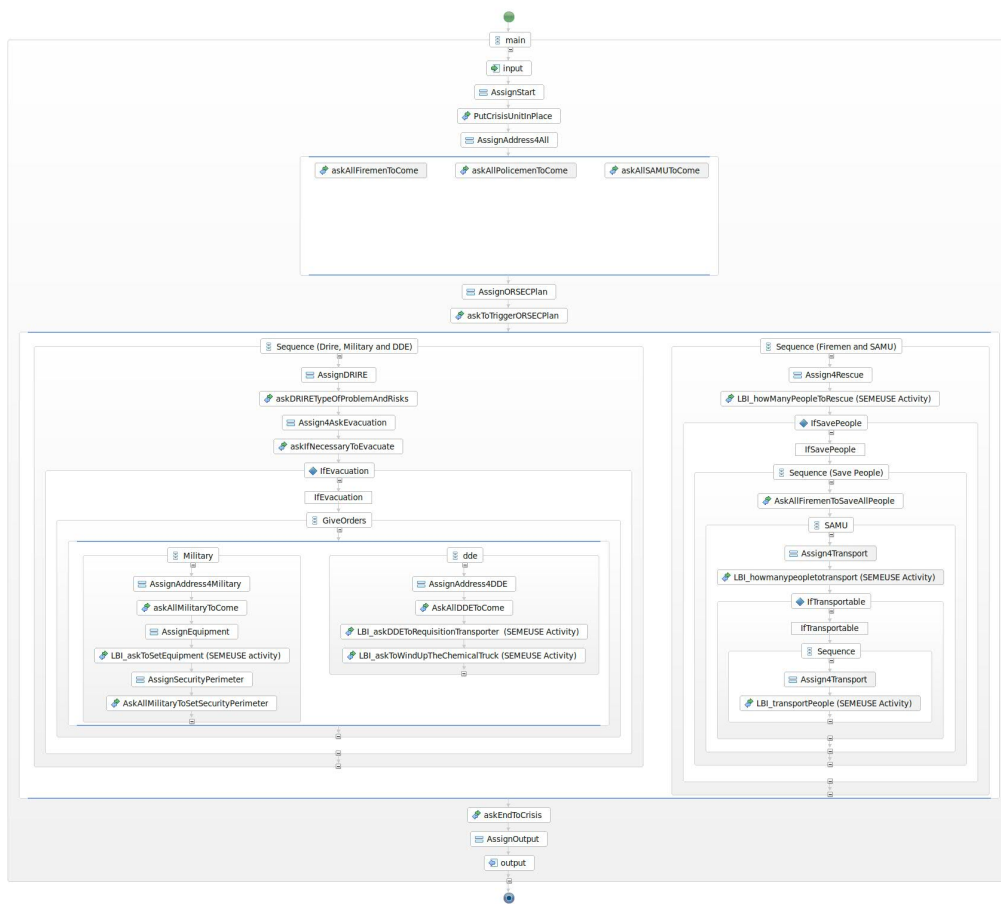 main
input
AssignStart
PutCrisisUnitInPlace
AssignAddress4All
askAllFiremenToCome
askAllPolicemenToCome
askAllSAMUToCome
AssignORSECPlan
askToTriggerORSECPlan
Sequence (Drire, Military and DDE)
AssignDRIRE
askDRIRETypeOfProblemAndRisks
Assign4AskEvacuation
askIfNecessaryToEvacuate
IfEvacuation
IfEvacuation
GiveOrders
Military
AssignAddress4Military
askAllMilitaryToCome
AssignEquipment
LBI_askToSetEquipment (SEMEUSE activity)
AssignSecurityPerimeter
AskAllMilitaryToSetSecurityPerimeter
dde
AssignAddress4DDE
AskAllDDEToCome
LBI_askDDEToRequisitionTransporter (SEMEUSE Activity)
LBI_askToWindUpTheChemicalTruck (SEMEUSE Activity)
Sequence (Firemen and SAMU)
Assign4Rescue
LBI_howManyPeopleToRescue (SEMEUSE Activity)
IfSavePeople
IfSavePeople
Sequence (Save People)
AskAllFiremenToSaveAllPeople
SAMU
Assign4Transport
LBI_howmanypeopletotransport (SEMEUSE Activity)
IfTransportable
IfTransportable
Sequence
Assign4Transport
LBI_transportPeople (SEMEUSE Activity)
askEndToCrisis
AssignOutput
output